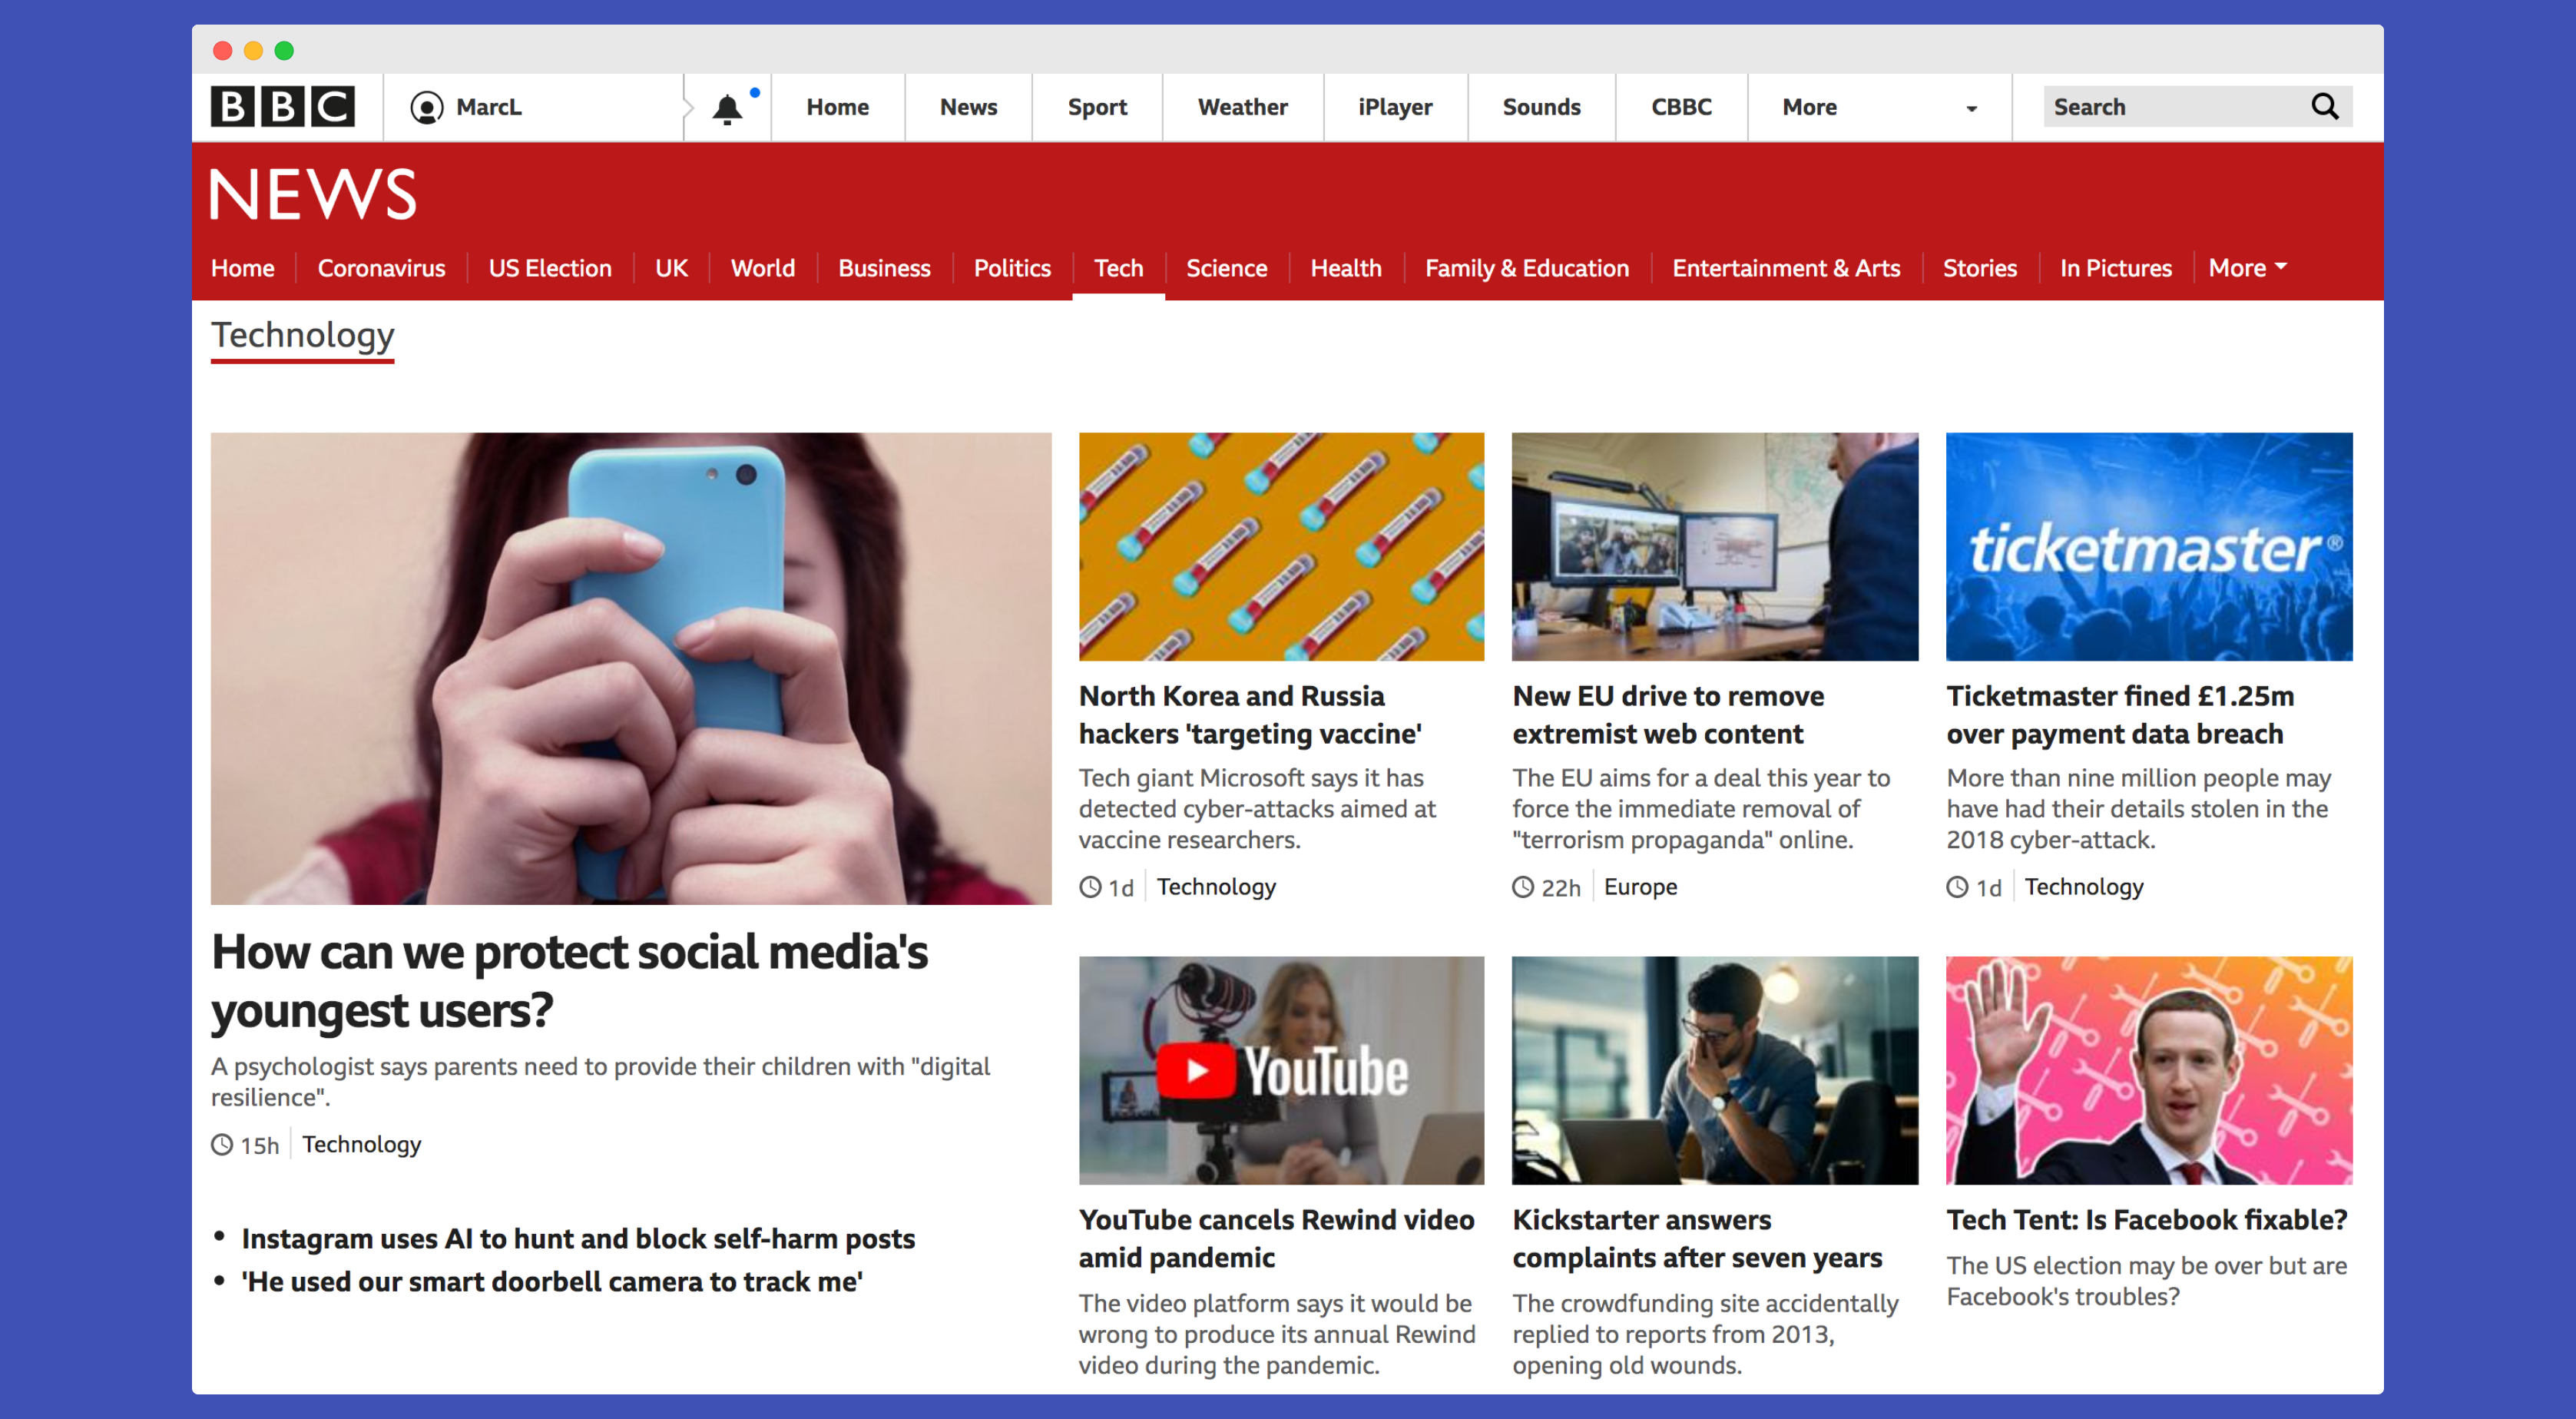 BBC
MarcL
Home
News
Sport
Weather
iPlayer
Sounds
CBBC
More
Search
NEWS
Home
Coronavirus
US Election
UK
World
Business
Politics
Tech
Science
Health
Family & Education
Entertainment & Arts
Stories
In Pictures
More
Technology
How can we protect social media's
youngest users?
A psychologist says parents need to provide their children with "digital
resilience".
15h
Technology
• Instagram uses AI to hunt and block self-harm posts
• 'He used our smart doorbell camera to track me'
North Korea and Russia
hackers 'targeting vaccine'
Tech giant Microsoft says it has
detected cyber-attacks aimed at
vaccine researchers.
1d
Technology
New EU drive to remove
extremist web content
The EU aims for a deal this year to
force the immediate removal of
"terrorism propaganda" online.
22h
Europe
ticketmaster®
Ticketmaster fined £1.25m
over payment data breach
More than nine million people may
have had their details stolen in the
2018 cyber-attack.
1d
Technology
YouTube
YouTube cancels Rewind video
amid pandemic
The video platform says it would be
wrong to produce its annual Rewind
video during the pandemic.
Kickstarter answers
complaints after seven years
The crowdfunding site accidentally
replied to reports from 2013,
opening old wounds.
Tech Tent: Is Facebook fixable?
The US election may be over but are
Facebook's troubles?